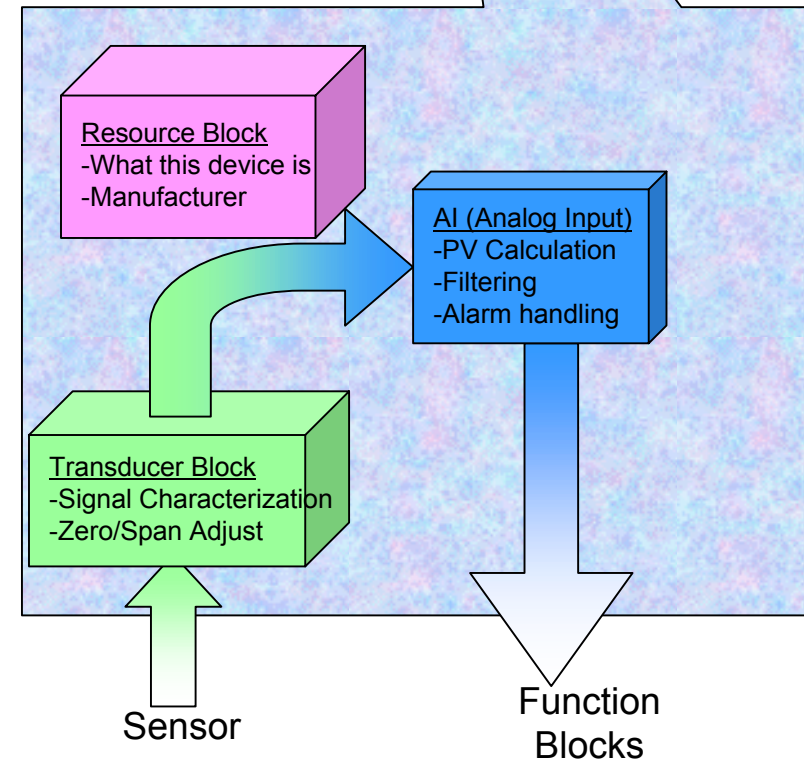 Resource Block
-What this device is
-Manufacturer
AI (Analog Input)
-PV Calculation
-Filtering
-Alarm handling
Transducer Block
-Signal Characterization
-Zero/Span Adjust
Sensor
Function
Blocks